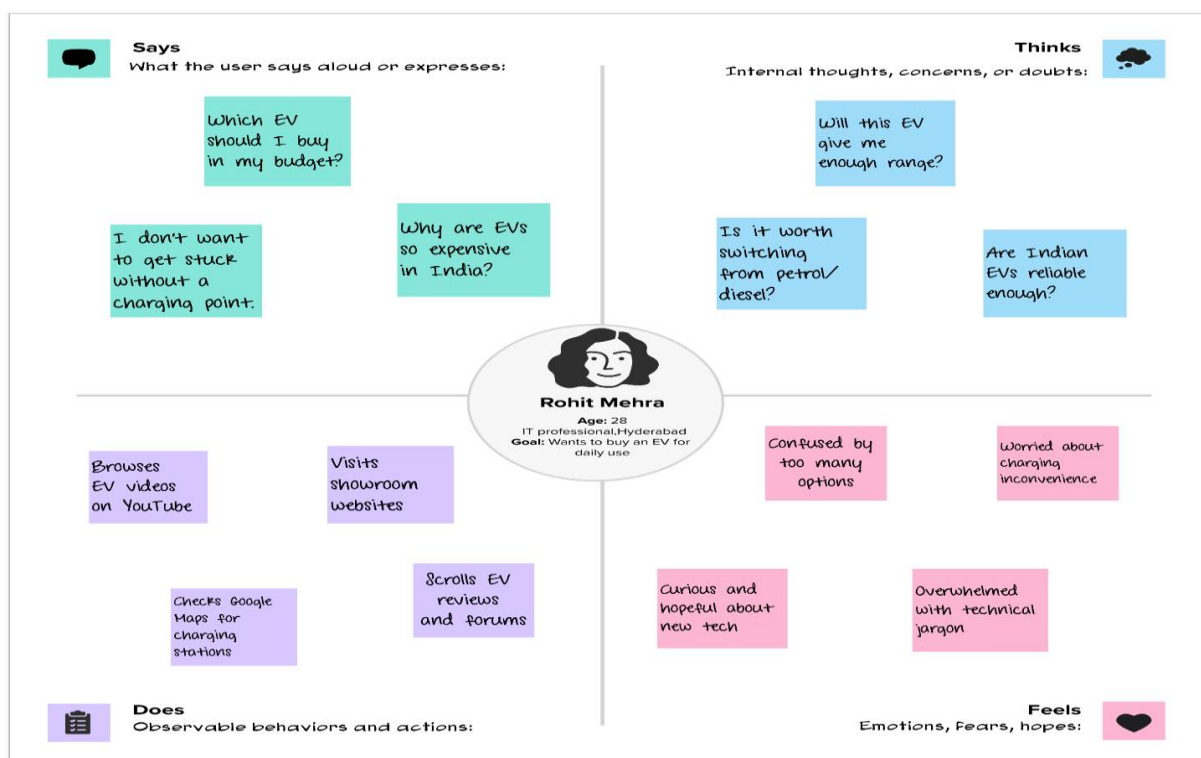 Says
What the user says aloud or expresses:
Which EV
should I buy
in my budget?
I don't want
to get stuck
without a
charging point.
Why are EVs
so expensive
in India?
Thinks
Internal thoughts, concerns, or doubts:
Will this EV
give me
enough range?
Is it worth
switching
from petrol/
diesel?
Are Indian
EVs reliable
enough?
Rohit Mehra
Age: 28
IT professional,Hyderabad
Goal: Wants to buy an EV for
daily use
Browses
EV videos
on YouTube
Visits
showroom
websites
Checks Google
Maps for
charging
stations
Scrolls EV
reviews
and forums
Does
Observable behaviors and actions:
Confused by
too many
options
Worried about
charging
inconvenience
Curious and
hopeful about
new tech
Overwhelmed
with technical
jargon
Feels
Emotions, fears, hopes: